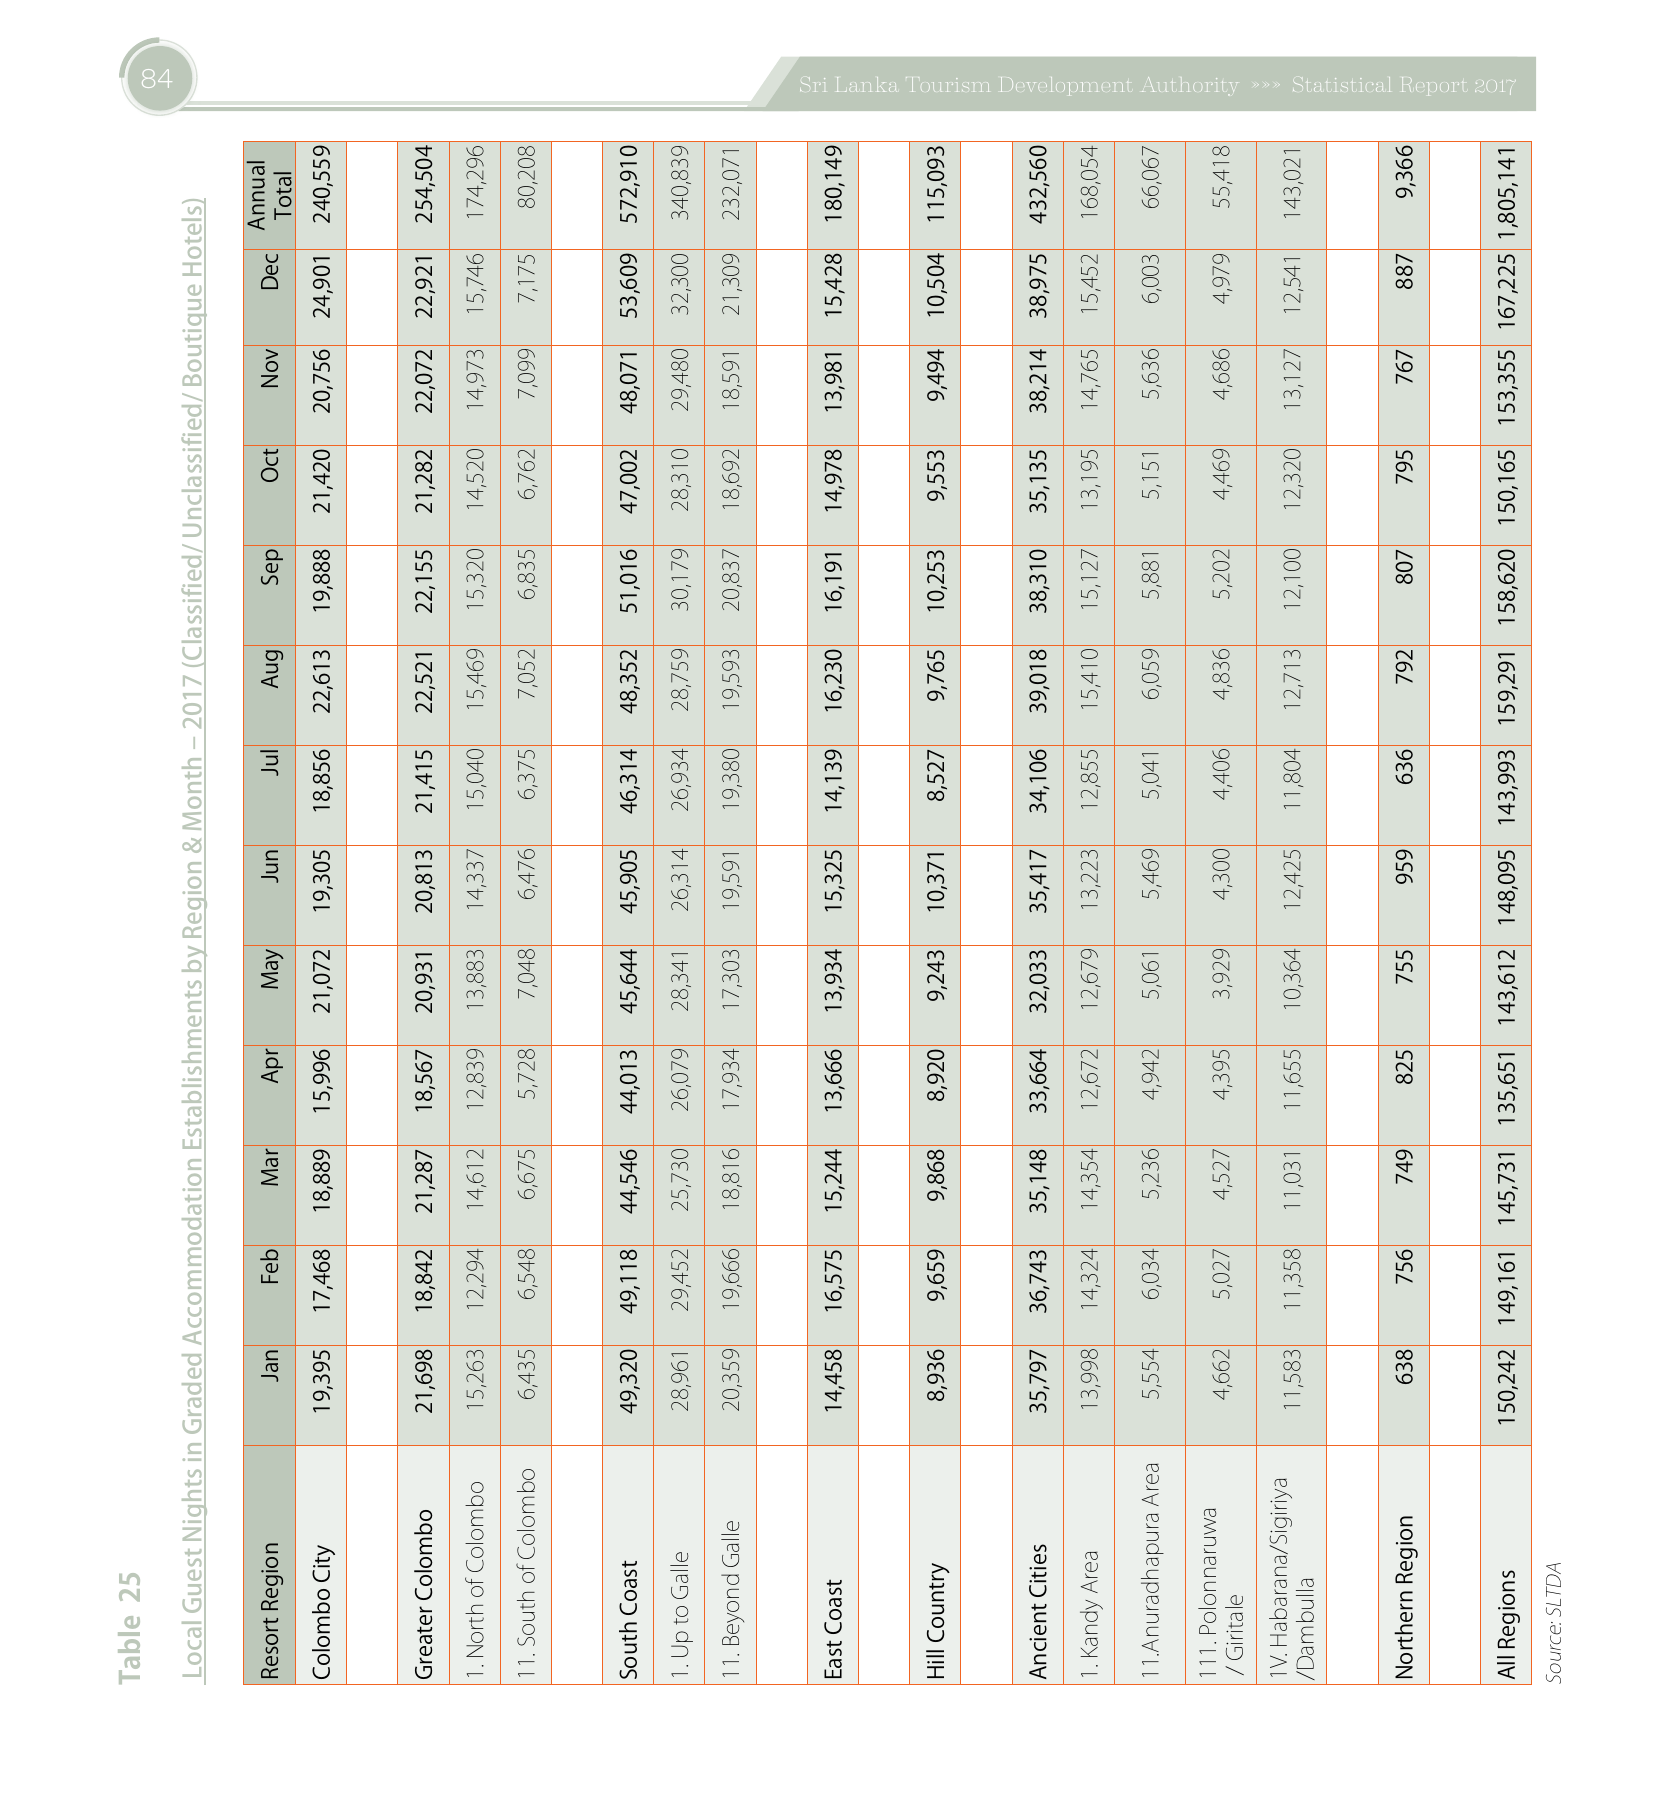 84
Sri Lanka Tourism Development Authority »»» Statistical Report 2017
Table 25
Local Guest Nights in Graded Accommodation Establishments by Region & Month – 2017 (Classified/ Unclassified/ Boutique Hotels)
Resort Region Jan Feb Mar Apr May Jun Jul Aug Sep Oct Nov Dec Annual
Total
Colombo City 19,395 17,468 18,889 15,996 21,072 19,305 18,856 22,613 19,888 21,420 20,756 24,901 240,559
Greater Colombo 21,698 18,842 21,287 18,567 20,931 20,813 21,415 22,521 22,155 21,282 22,072 22,921 254,504
1. North of Colombo 15,263 12,294 14,612 12,839 13,883 14,337 15,040 15,469 15,320 14,520 14,973 15,746 174,296
11. South of Colombo 6,435 6,548 6,675 5,728 7,048 6,476 6,375 7,052 6,835 6,762 7,099 7,175 80,208
South Coast 49,320 49,118 44,546 44,013 45,644 45,905 46,314 48,352 51,016 47,002 48,071 53,609 572,910
1. Up to Galle 28,961 29,452 25,730 26,079 28,341 26,314 26,934 28,759 30,179 28,310 29,480 32,300 340,839
11. Beyond Galle 20,359 19,666 18,816 17,934 17,303 19,591 19,380 19,593 20,837 18,692 18,591 21,309 232,071
East Coast 14,458 16,575 15,244 13,666 13,934 15,325 14,139 16,230 16,191 14,978 13,981 15,428 180,149
Hill Country 8,936 9,659 9,868 8,920 9,243 10,371 8,527 9,765 10,253 9,553 9,494 10,504 115,093
Ancient Cities 35,797 36,743 35,148 33,664 32,033 35,417 34,106 39,018 38,310 35,135 38,214 38,975 432,560
1. Kandy Area 13,998 14,324 14,354 12,672 12,679 13,223 12,855 15,410 15,127 13,195 14,765 15,452 168,054
11.Anuradhapura Area 5,554 6,034 5,236 4,942 5,061 5,469 5,041 6,059 5,881 5,151 5,636 6,003 66,067
111. Polonnaruwa
/ Giritale 4,662 5,027 4,527 4,395 3,929 4,300 4,406 4,836 5,202 4,469 4,686 4,979 55,418
1V. Habarana/Sigiriya
/Dambulla 11,583 11,358 11,031 11,655 10,364 12,425 11,804 12,713 12,100 12,320 13,127 12,541 143,021
Northern Region 638 756 749 825 755 959 636 792 807 795 767 887 9,366
All Regions 150,242 149,161 145,731 135,651 143,612 148,095 143,993 159,291 158,620 150,165 153,355 167,225 1,805,141
Source: SLTDA